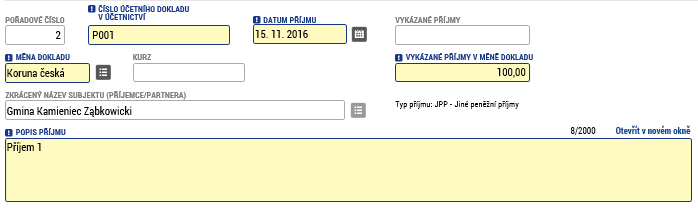 POŘADOVÉ ČÍSLO
2
ČÍSLO ÚČETNÍHO DOKLADU
V ÚČETNICTVÍ
P001
DATUM PŘÍJMU
15. 11. 2016
VYKÁZANÉ PŘÍJMY
MĚNA DOKLADU
Koruna česká
KURZ
VYKÁZANÉ PŘÍJMY V MĚNĚ DOKLADU
100,00
ZKRÁCENÝ NÁZEV SUBJEKTU (PŘÍJEMCE/PARTNERA)
Gmina Kamieniec Ząbkowicki
Typ příjmu: JPP - Jiné peněžní příjmy
POPIS PŘÍJMU
8/2000
Otevřít v novém okně
Příjem 1